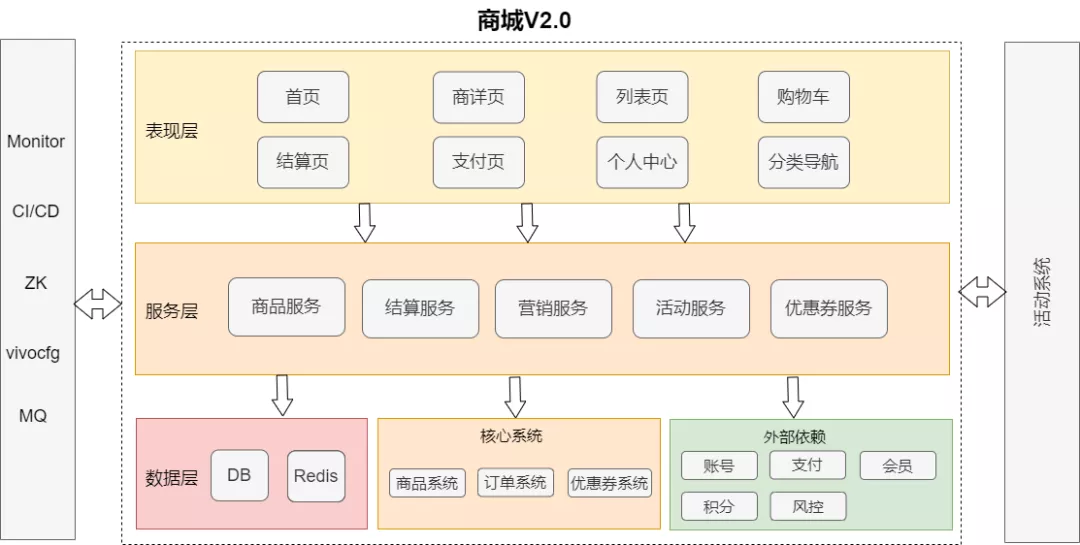 商城V2.0
Monitor
CI/CD
ZK
vivocfg
MQ
表现层
首页
商详页
列表页
购物车
结算页
支付页
个人中心
分类导航
服务层
商品服务
结算服务
营销服务
活动服务
优惠券服务
数据层
DB
Redis
核心系统
商品系统
订单系统
优惠券系统
外部依赖
账号
支付
会员
积分
风控
活动系统